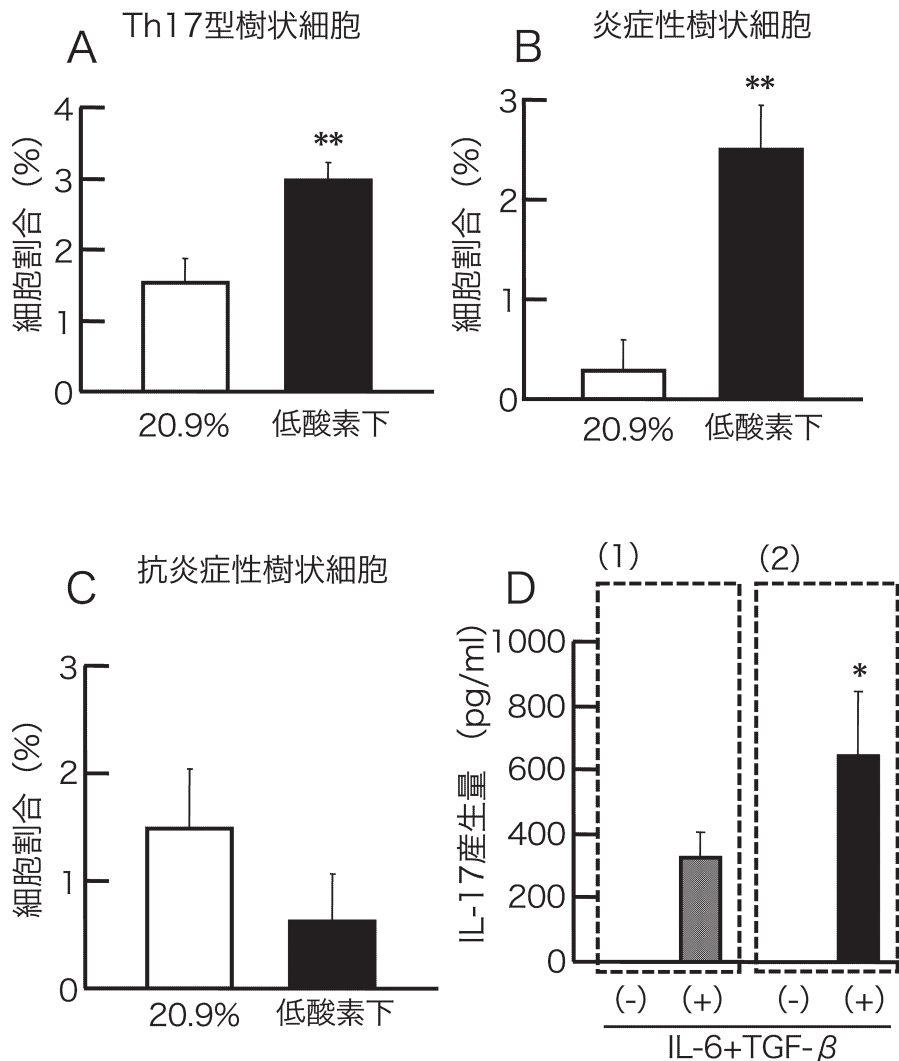 A
Th17型樹状細胞
細胞割合（%）
4
3
2
1
0
**
20.9%
低酸素下
B
炎症性樹状細胞
細胞割合（%）
3
2
1
0
**
20.9%
低酸素下
C
抗炎症性樹状細胞
細胞割合（%）
3
2
1
0
20.9%
低酸素下
D
(1)
(2)
IL-17産生量（pg/ml）
1000
800
600
400
200
0
*
(-) (+) (-) (+)
IL-6+TGF-β